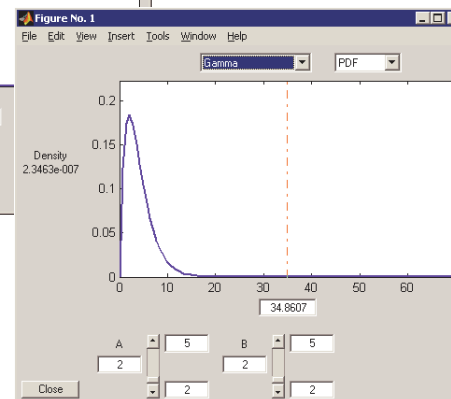 Figure No. 1
File Edit View Insert Tools Window Help
Gamma PDF
0.2
0.15
Density
2.3463e-007
0.1
0.05
0
0 10 20 30 40 50 60
34.8607
A 5 B 5
2 2
Close 2 2